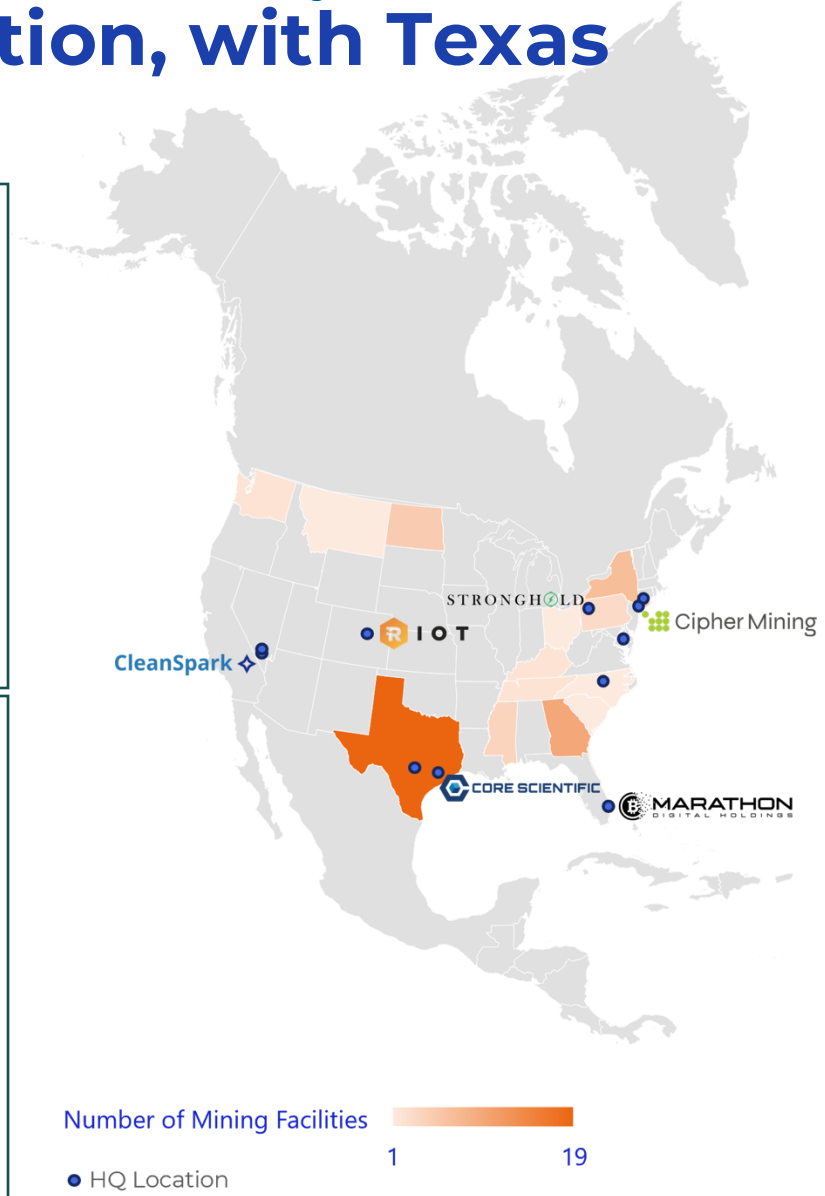 tion, with Texas
STRONGHOLD
Cipher Mining
RIOT
CleanSpark
CORE SCIENTIFIC
MARATHON
DIGITAL HOLDINGS
Number of Mining Facilities
1 19
HQ Location